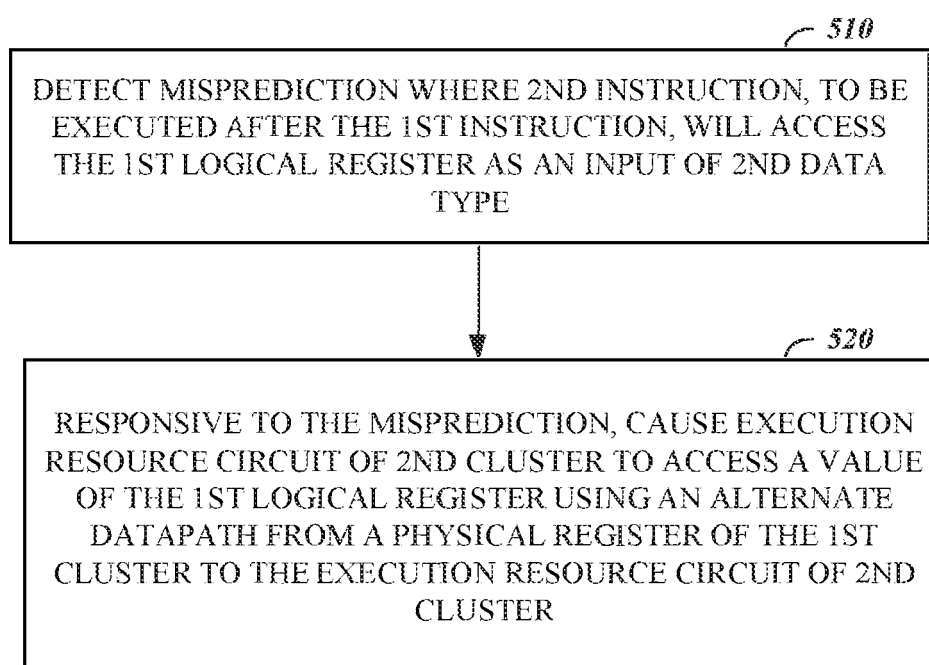 510
DETECT MISPREDICTION WHERE 2ND INSTRUCTION, TO BE
EXECUTED AFTER THE 1ST INSTRUCTION, WILL ACCESS
THE 1ST LOGICAL REGISTER AS AN INPUT OF 2ND DATA
TYPE
520
RESPONSIVE TO THE MISPREDICTION, CAUSE EXECUTION
RESOURCE CIRCUIT OF 2ND CLUSTER TO ACCESS A VALUE
OF THE 1ST LOGICAL REGISTER USING AN ALTERNATE
DATAPATH FROM A PHYSICAL REGISTER OF THE 1ST
CLUSTER TO THE EXECUTION RESOURCE CIRCUIT OF 2ND
CLUSTER